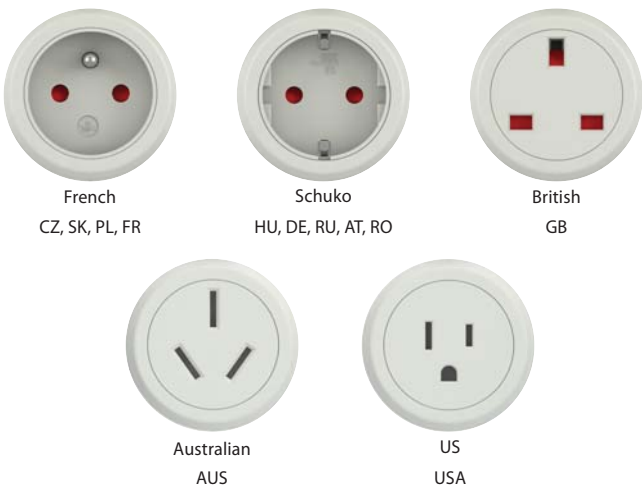 French
CZ, SK, PL, FR
Schuko
HU, DE, RU, AT, RO
British
GB
Australian
AUS
US
USA